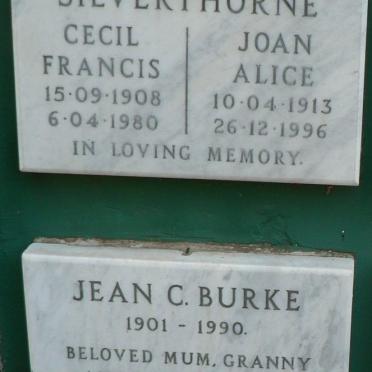 SILVERTHORNE
CECIL JOAN
FRANCIS ALICE
15·09·1908 10·04·1913
6·04·1980 26·12·1996
IN LOVING MEMORY.
JEAN C. BURKE
1901 - 1990.
BELOVED MUM, GRANNY